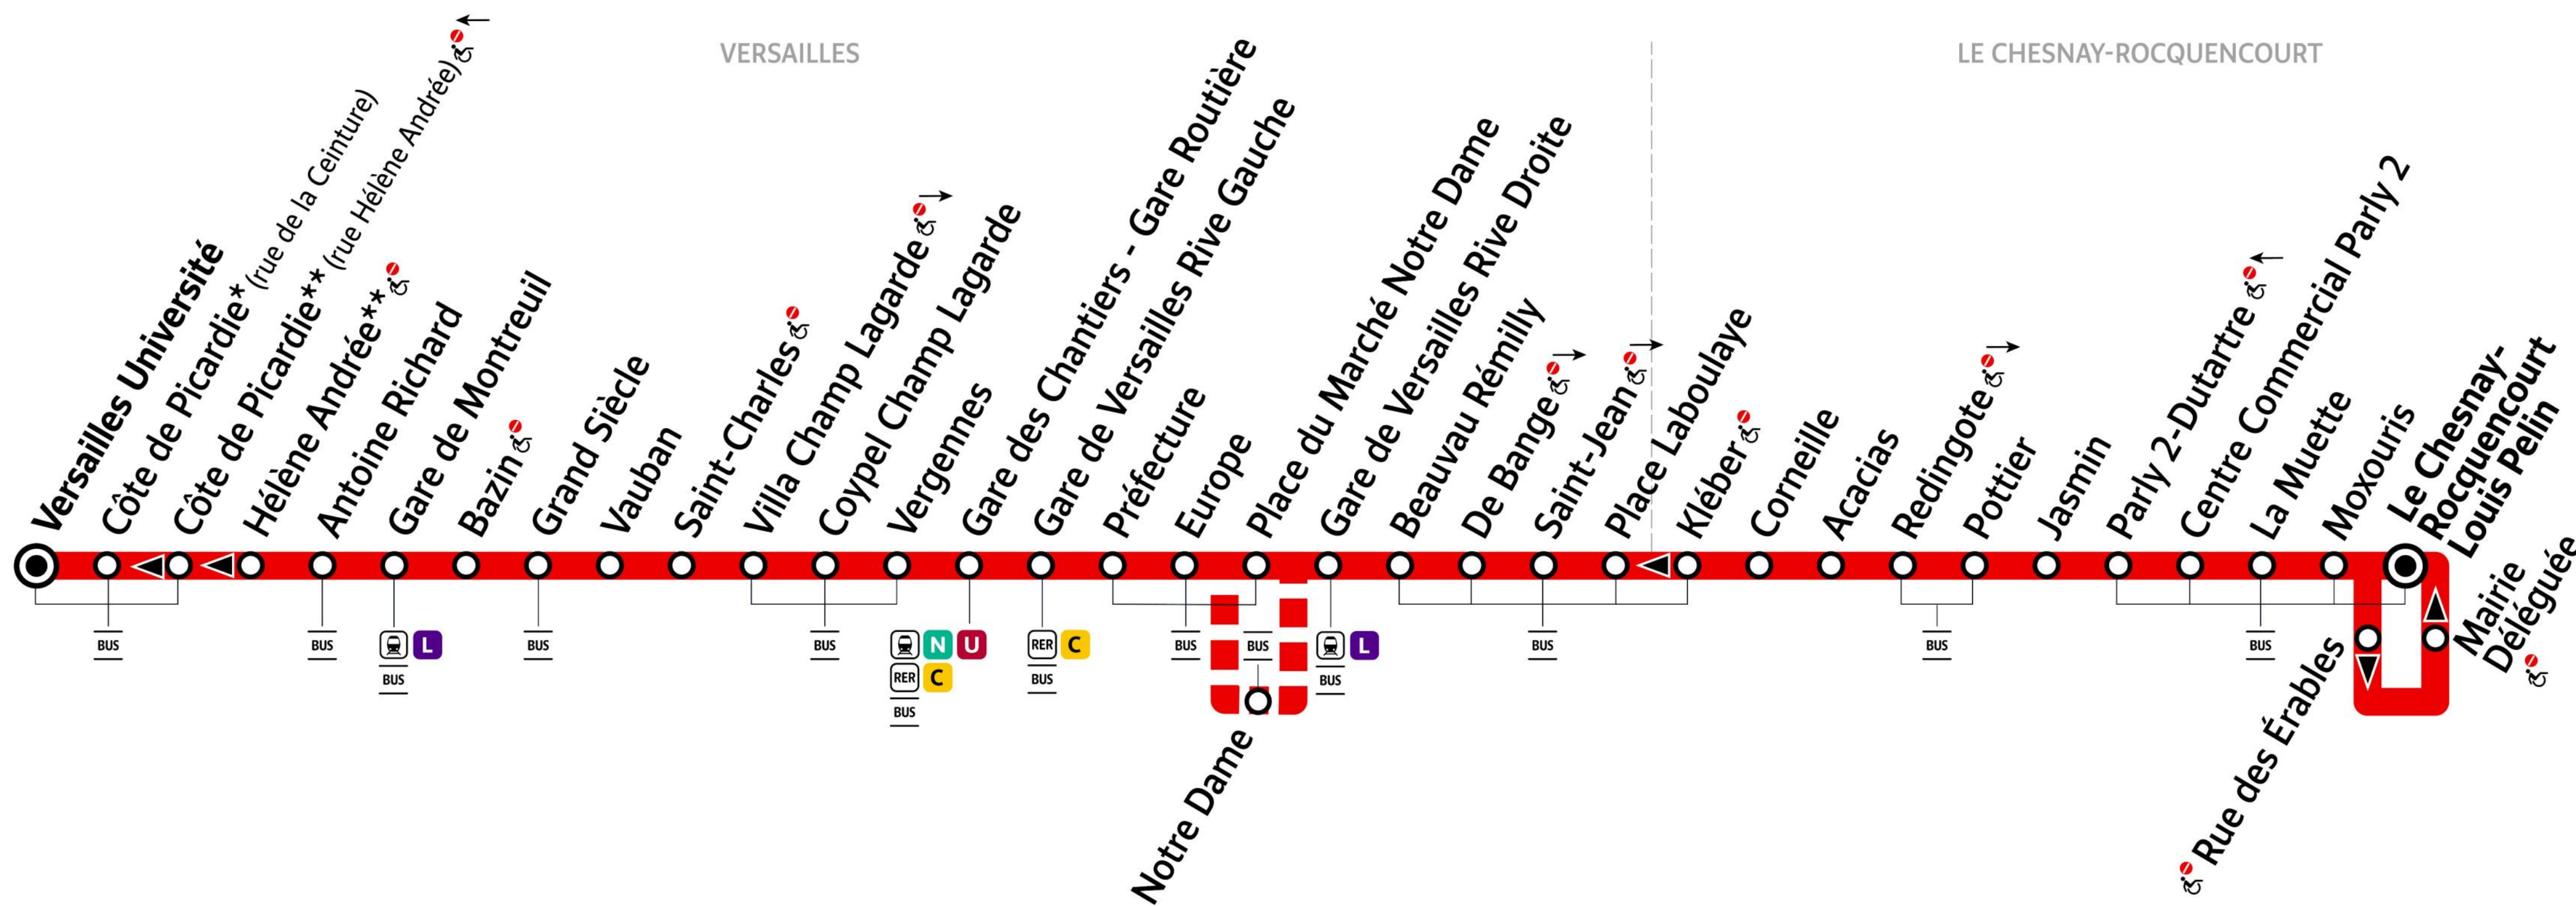 VERSAILLES
LE CHESNAY-ROCQUENCOURT
Versailles Université
Côte de Picardie* (rue de la Ceinture)
Côte de Picardie** (rue Hélène Andrée)
Hélène Andrée**
Antoine Richard
Gare de Montreuil
Bazin
Grand Siècle
Vauban
Saint-Charles
Villa Champ Lagarde
Coypel Champ Lagarde
Vergennes
Gare des Chantiers - Gare Routière
Gare de Versailles Rive Gauche
Préfecture
Europe
Place du Marché Notre Dame
Gare de Versailles Rive Droite
Beauvau Rémilly
De Bange
Saint-Jean
Place Laboulaye
Kléber
Corneille
Acacias
Redingote
Pottier
Jasmin
Parly 2-Dutartre
Centre Commercial Parly 2
La Muette
Moxouris
Le Chesnay-
Rocquencourt
Louis Pelin
Mairie
Déléguée
Rue des Érables
Notre Dame
BUS
BUS
L
BUS
BUS
BUS
N U
RER C
BUS
RER C
BUS
BUS
BUS
L
BUS
BUS
BUS
BUS